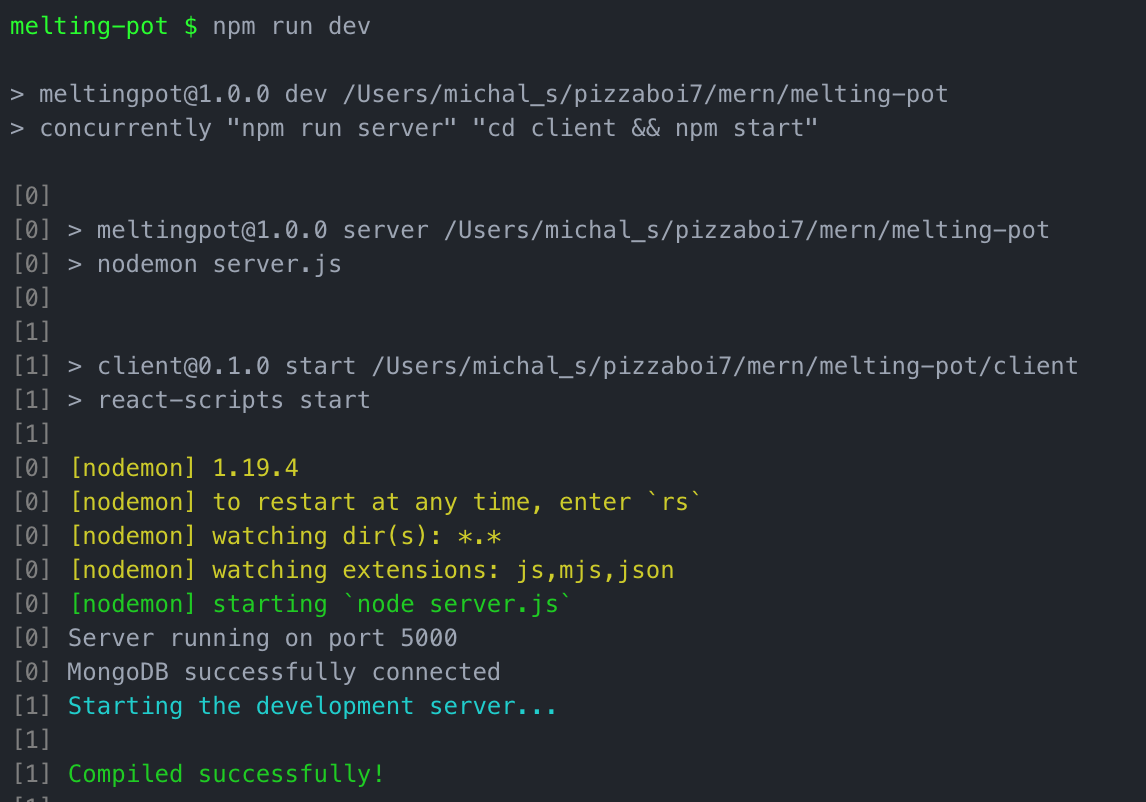 melting-pot $ npm run dev
> meltingpot@1.0.0 dev /Users/michal_s/pizzaboi7/mern/melting-pot
> concurrently "npm run server" "cd client && npm start"
[0]
[0] > meltingpot@1.0.0 server /Users/michal_s/pizzaboi7/mern/melting-pot
[0] > nodemon server.js
[0]
[1]
[1] > client@0.1.0 start /Users/michal_s/pizzaboi7/mern/melting-pot/client
[1] > react-scripts start
[1]
[0] [nodemon] 1.19.4
[0] [nodemon] to restart at any time, enter `rs`
[0] [nodemon] watching dir(s): *.*
[0] [nodemon] watching extensions: js,mjs,json
[0] [nodemon] starting `node server.js`
[0] Server running on port 5000
[0] MongoDB successfully connected
[1] Starting the development server...
[1]
[1] Compiled successfully!